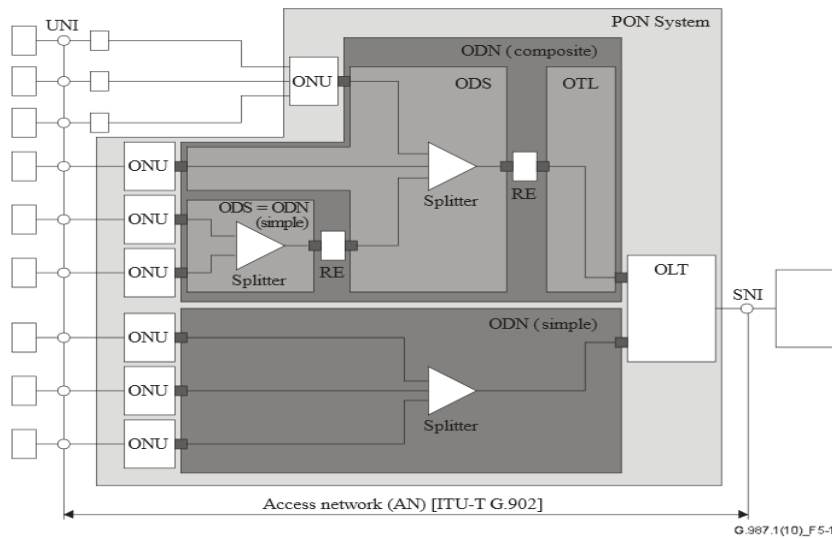 UNI
PON System
ODN (composite)
ONU
ODS
OTL
ONU
Splitter
RE
ONU
ODS = ODN
(simple)
Splitter
RE
ONU
OLT
SNI
ODN (simple)
ONU
ONU
Splitter
ONU
Access network (AN) [ITU-T G.902]
G.987.1(10)_F5-1